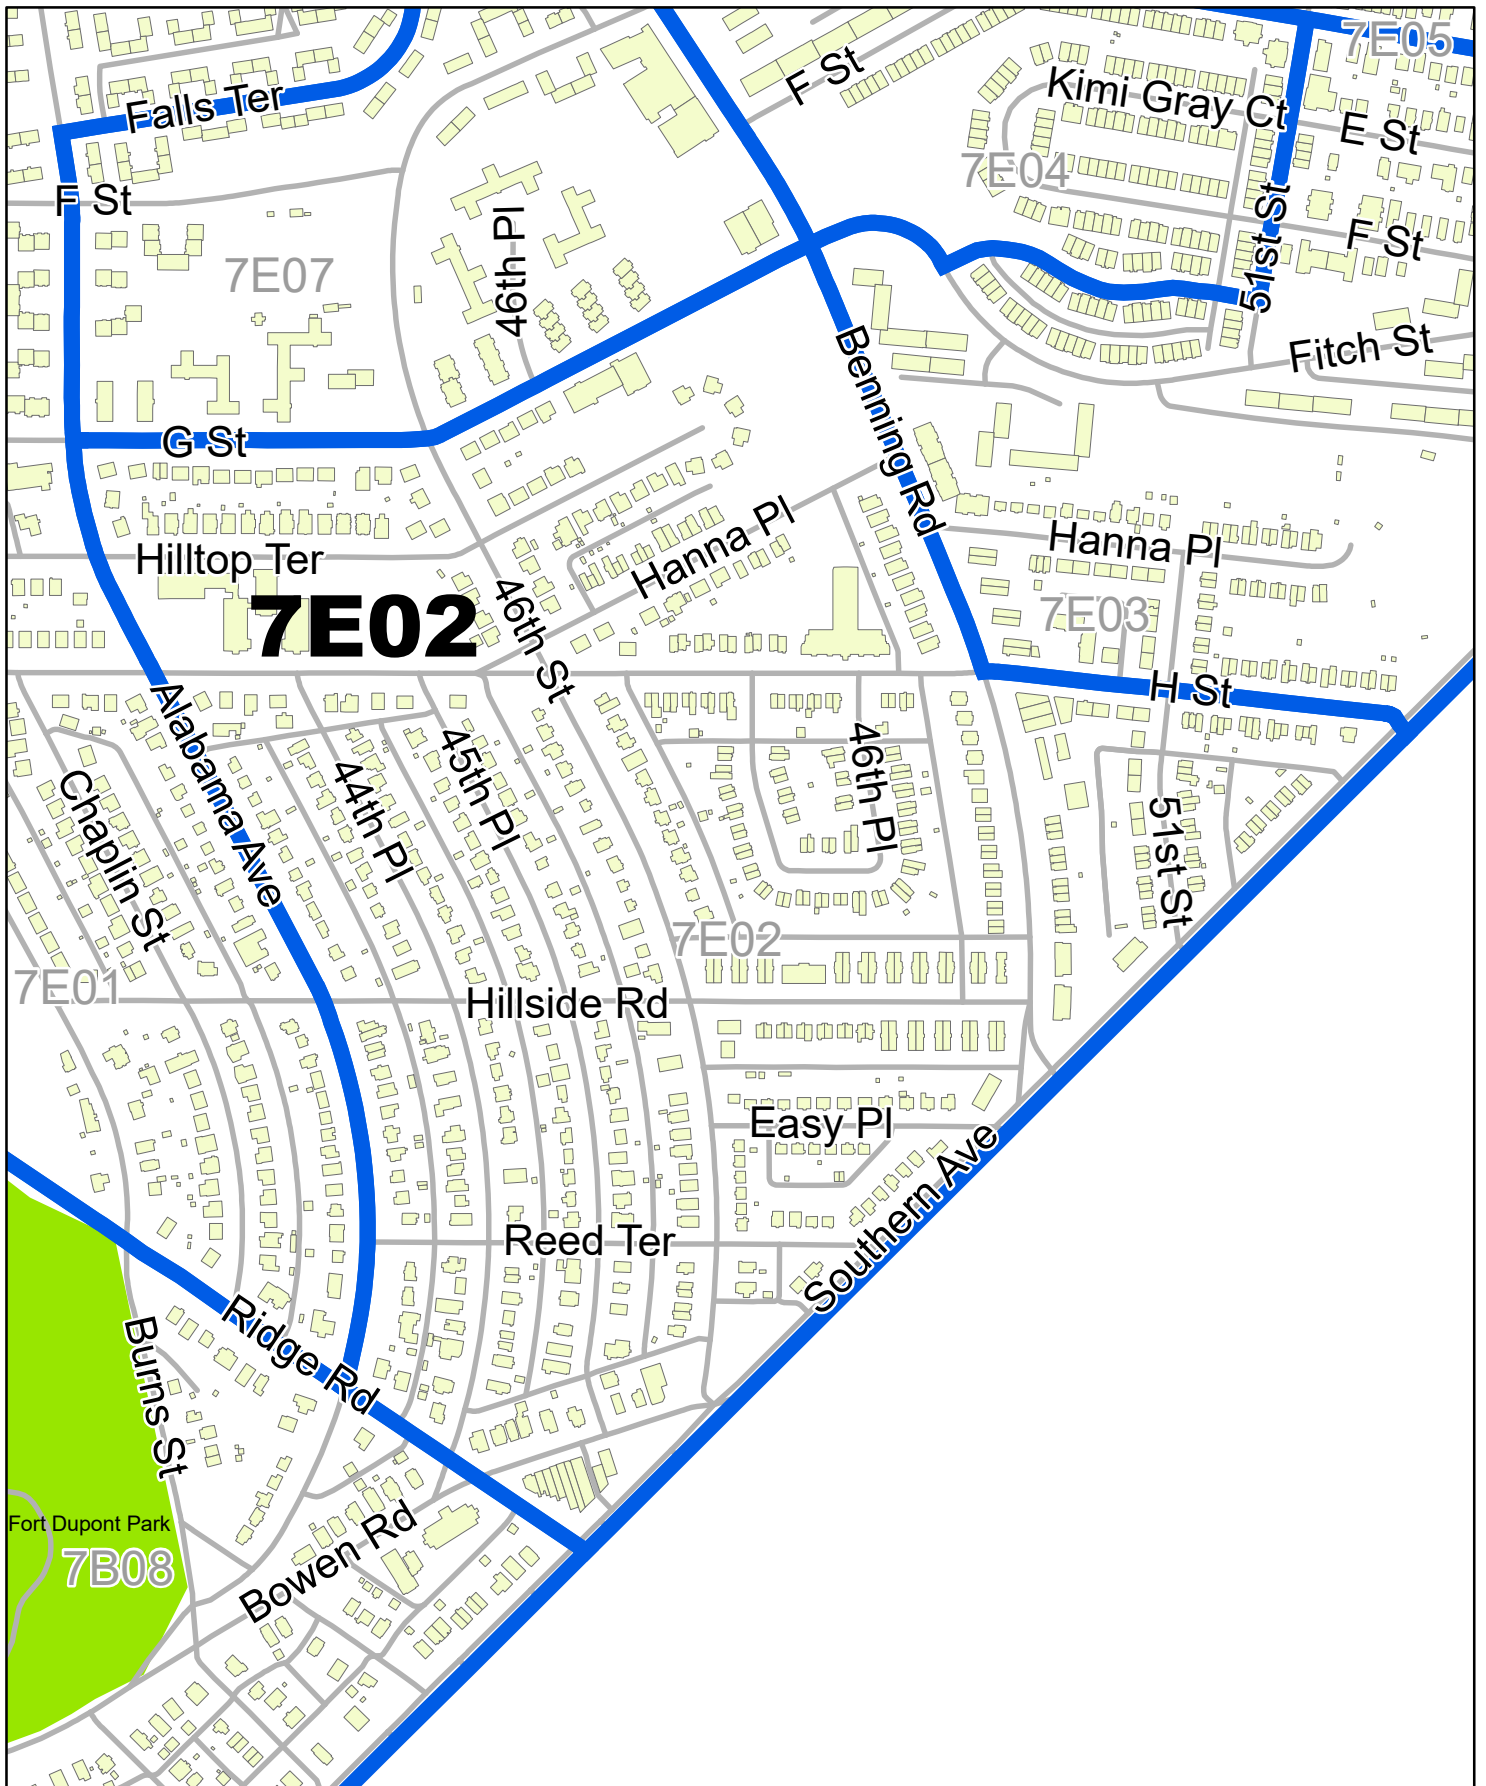 7E05
F St
Kimi Gray Ct
Falls Ter
E St
7E04
F St
51st St
F St
46th Pl
7E07
Fitch St
Benning Rd
G St
Hanna Pl
Hanna Pl
Hilltop Ter
7E02
46th St
7E03
H St
Alabama Ave
45th Pl
46th Pl
44th Pl
Chaplin St
51st St
7E02
7E01
Hillside Rd
Easy Pl
Southern Ave
Reed Ter
Ridge Rd
Burns St
Fort Dupont Park
7B08
Bowen Rd